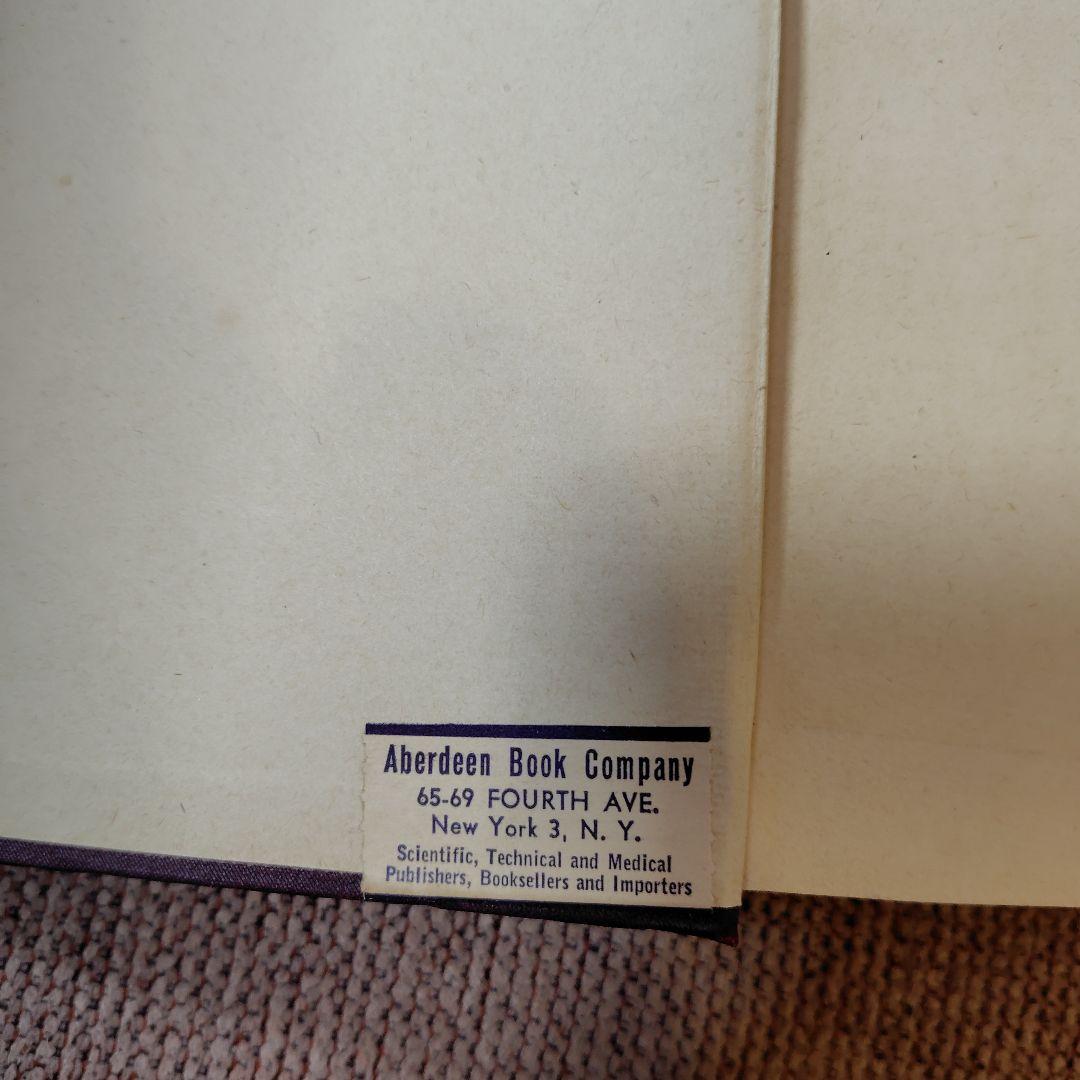 Aberdeen Book Company
65-69 FOURTH AVE.
New York 3, N. Y.
Scientific, Technical and Medical
Publishers, Booksellers and Importers